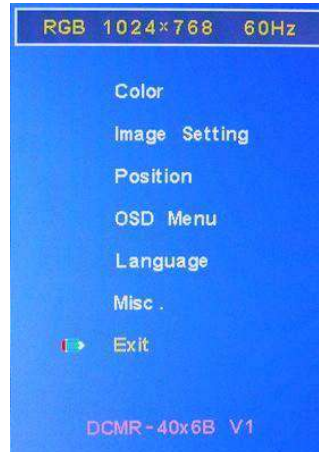 RGB 1024×768 60Hz
Color
Image Setting
Position
OSD Menu
Language
Misc.
Exit
DCMR-40x6B V1